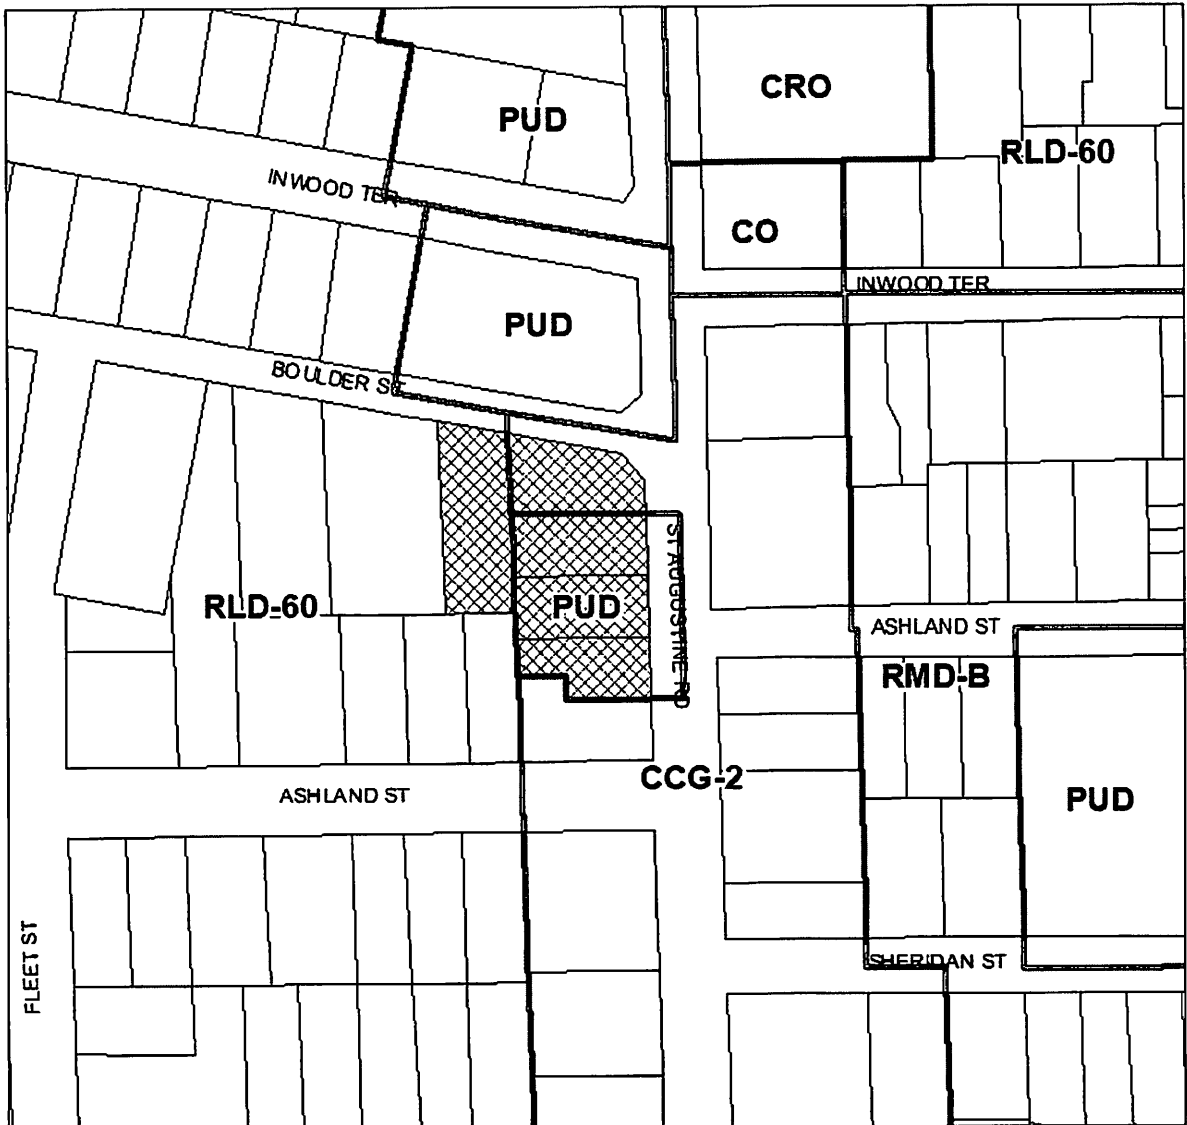 CRO
PUD
RLD-60
INWOOD TER
CO
INWOOD TER
PUD
BOULDER ST
ST AUGUSTINE RD
RLD-60
PUD
ASHLAND ST
RMD-B
CCG-2
ASHLAND ST
PUD
FLEET ST
SHERIDAN ST